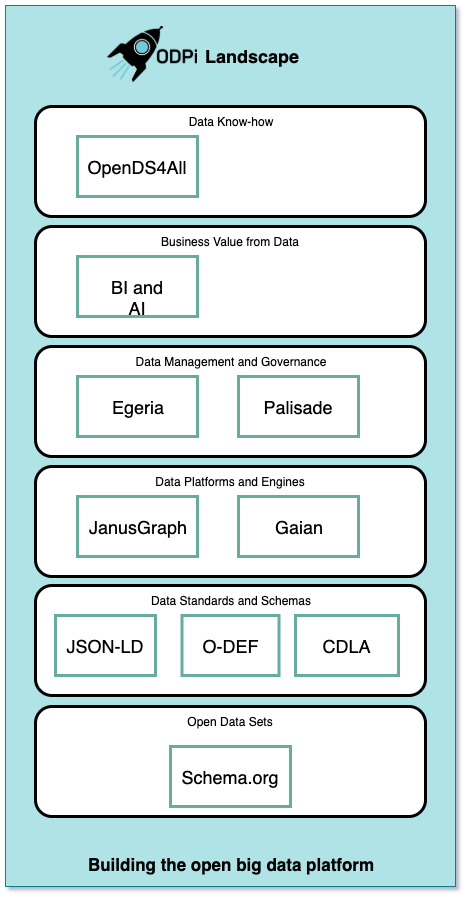 ODPi Landscape
Data Know-how
OpenDS4All
Business Value from Data
BI and
AI
Data Management and Governance
Egeria
Palisade
Data Platforms and Engines
JanusGraph
Gaian
Data Standards and Schemas
JSON-LD
O-DEF
CDLA
Open Data Sets
Schema.org
Building the open big data platform